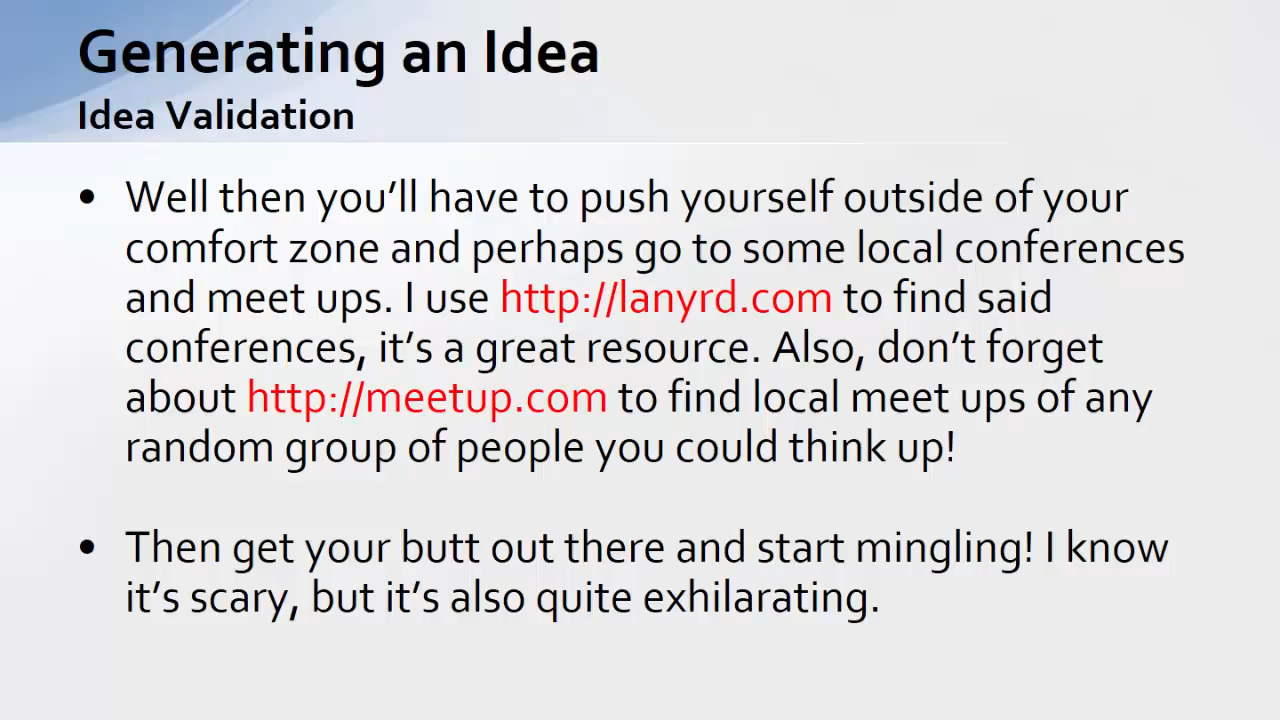 Generating an Idea
Idea Validation
• Well then you’ll have to push yourself outside of your
comfort zone and perhaps go to some local conferences
and meet ups. I use http://lanyrd.com to find said
conferences, it’s a great resource. Also, don’t forget
about http://meetup.com to find local meet ups of any
random group of people you could think up!
• Then get your butt out there and start mingling! I know
it’s scary, but it’s also quite exhilarating.